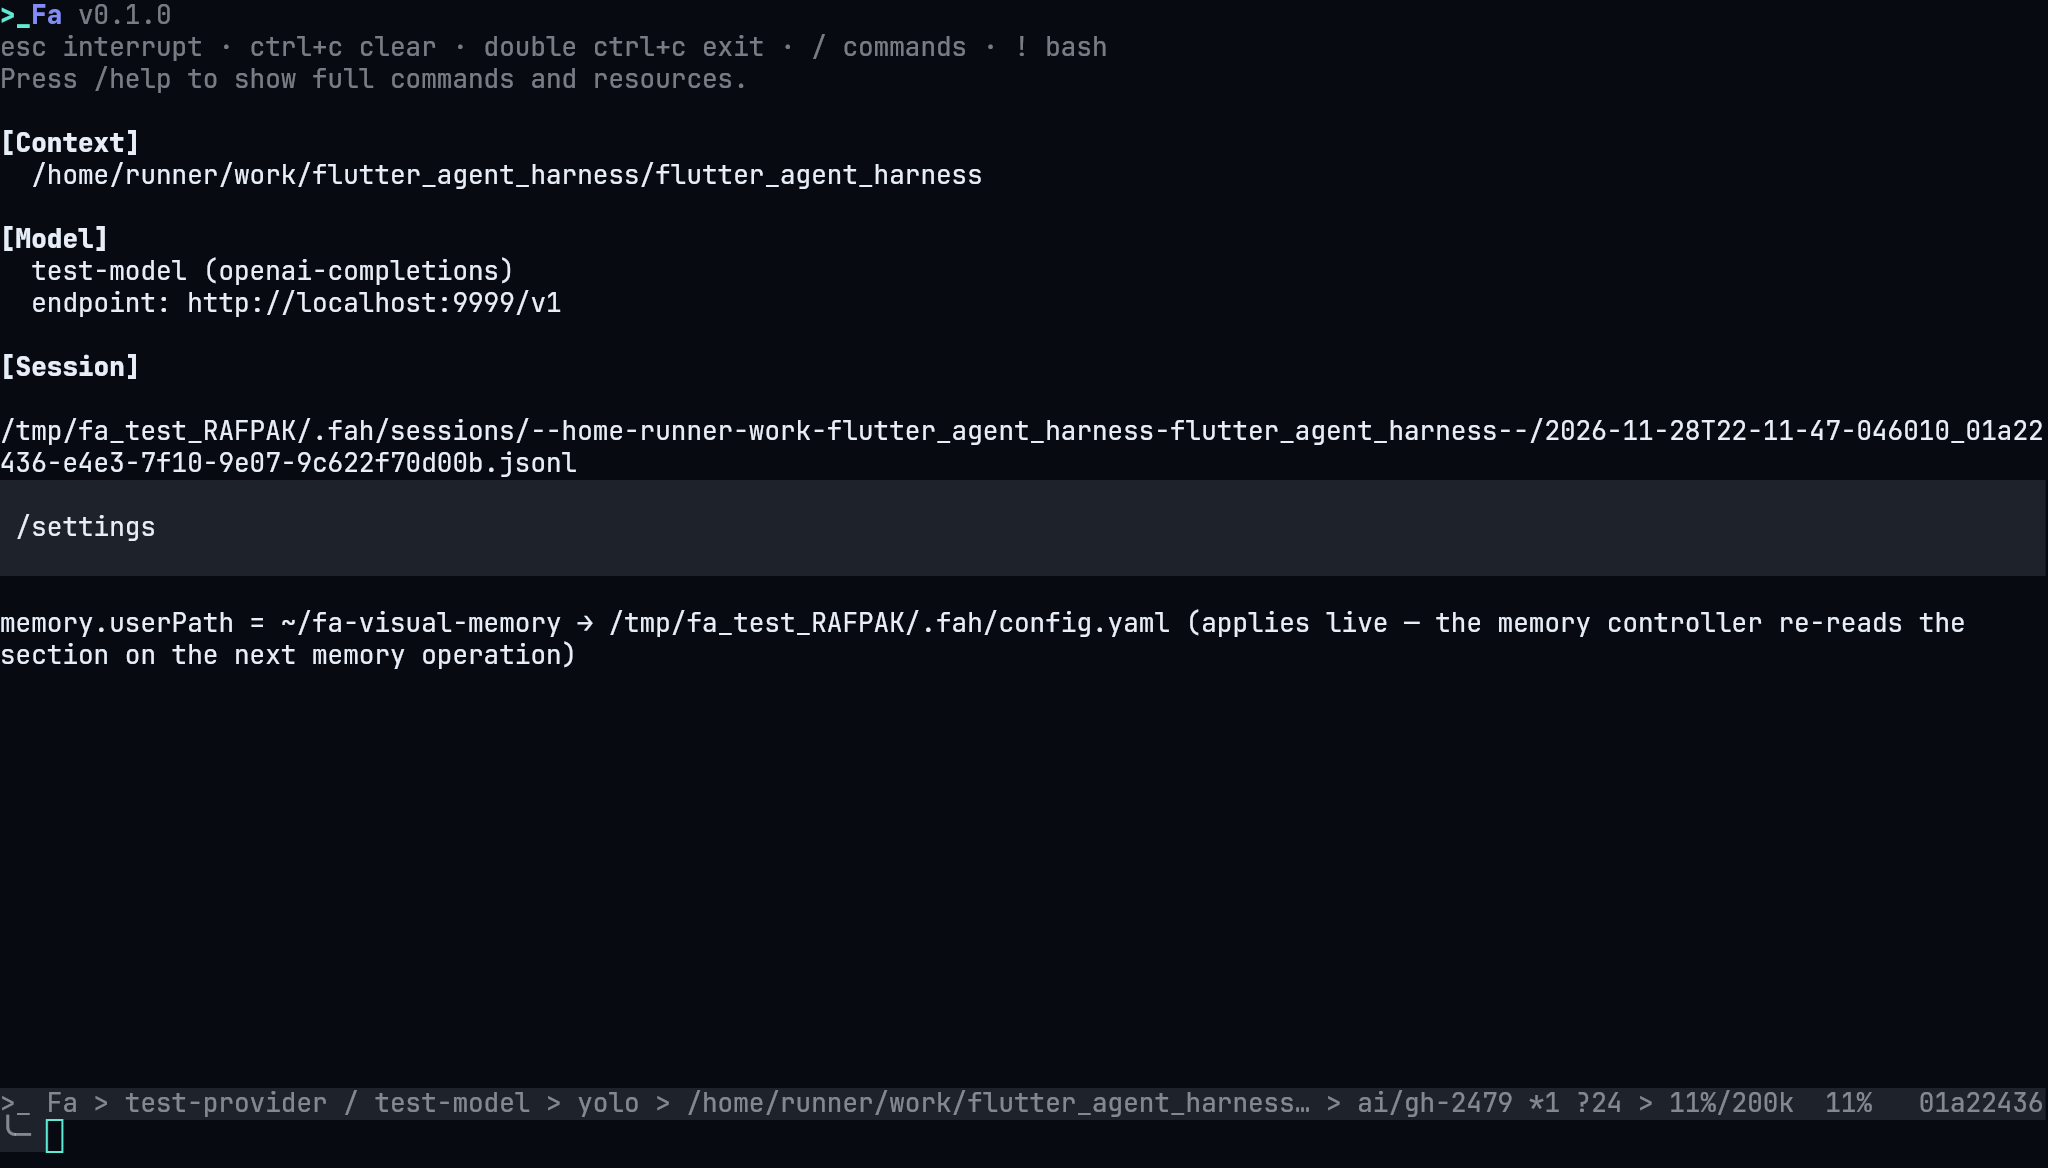 >_Fa v0.1.0
esc interrupt · ctrl+c clear · double ctrl+c exit · / commands · ! bash
Press /help to show full commands and resources.
[Context]
/home/runner/work/flutter_agent_harness/flutter_agent_harness
[Model]
test-model (openai-completions)
endpoint: http://localhost:9999/v1
[Session]
/tmp/fa_test_RAFPAK/.fah/sessions/--home-runner-work-flutter_agent_harness-flutter_agent_harness--/2026-11-28T22-11-47-046010_01a22
436-e4e3-7f10-9e07-9c622f70d00b.jsonl
/settings
memory.userPath = ~/fa-visual-memory → /tmp/fa_test_RAFPAK/.fah/config.yaml (applies live — the memory controller re-reads the
section on the next memory operation)
>_ Fa > test-provider / test-model > yolo > /home/runner/work/flutter_agent_harness… > ai/gh-2479 *1 ?24 > 11%/200k 11% 01a22436